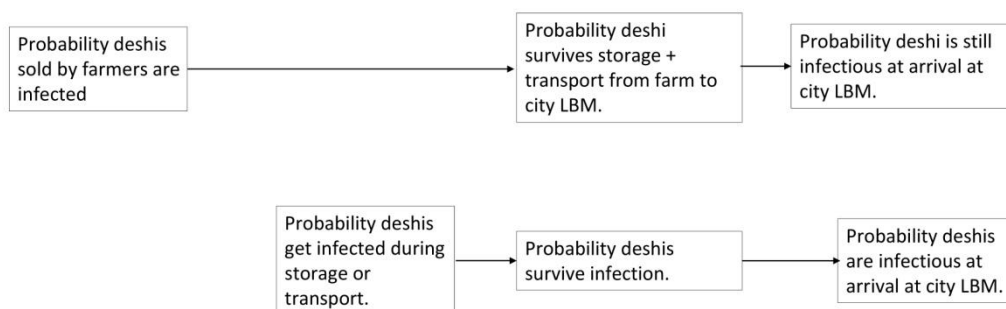 Probability deshis
sold by farmers are
infected
Probability deshi
survives storage +
transport from farm to
city LBM.
Probability deshi is still
infectious at arrival at
city LBM.
Probability deshis
get infected during
storage or
transport.
Probability deshis
survive infection.
Probability deshis
are infectious at
arrival at city LBM.